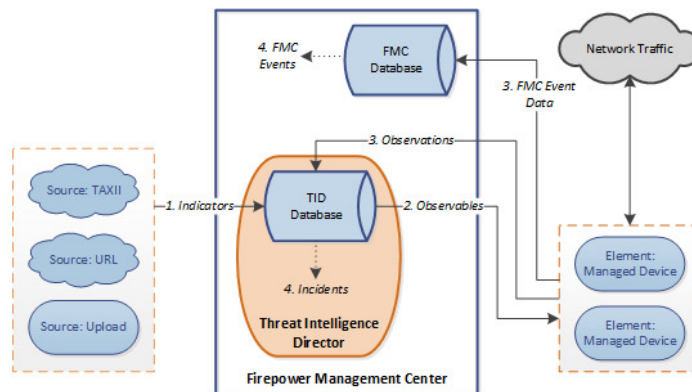 4. FMC
Events
FMC
Database
Network Traffic
3. FMC Event
Data
3. Observations
Source: TAXII
1. Indicators
TID
Database
2. Observables
Source: URL
Element:
Managed Device
4. Incidents
Source: Upload
Threat Intelligence
Director
Element:
Managed Device
Firepower Management Center